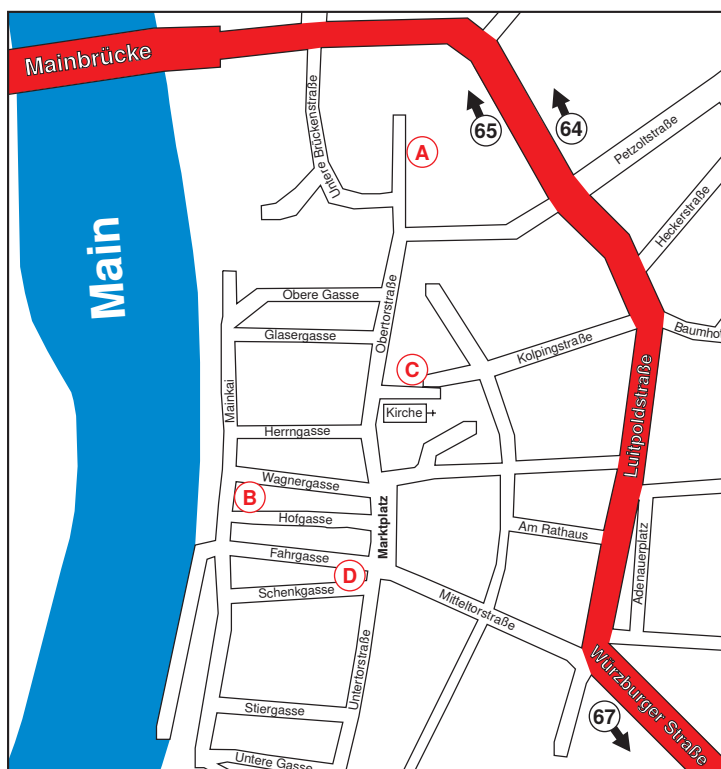 Mainbrücke
Untere Brückenstraße
A
65
64
Petzoltstraße
Heckerstraße
Main
Obere Gasse
Obertorstraße
Glasergasse
Kolpingstraße
Baumhof
C
Mainkai
Kirche
Luitpoldstraße
Herrngasse
Wagnergasse
B
Marktplatz
Hofgasse
Am Rathaus
Adenauerplatz
Fahrgasse
D
Schenkgasse
Mitteltorstraße
Untertorstraße
Würzburger Straße
Stiergasse
67
Untere Gasse